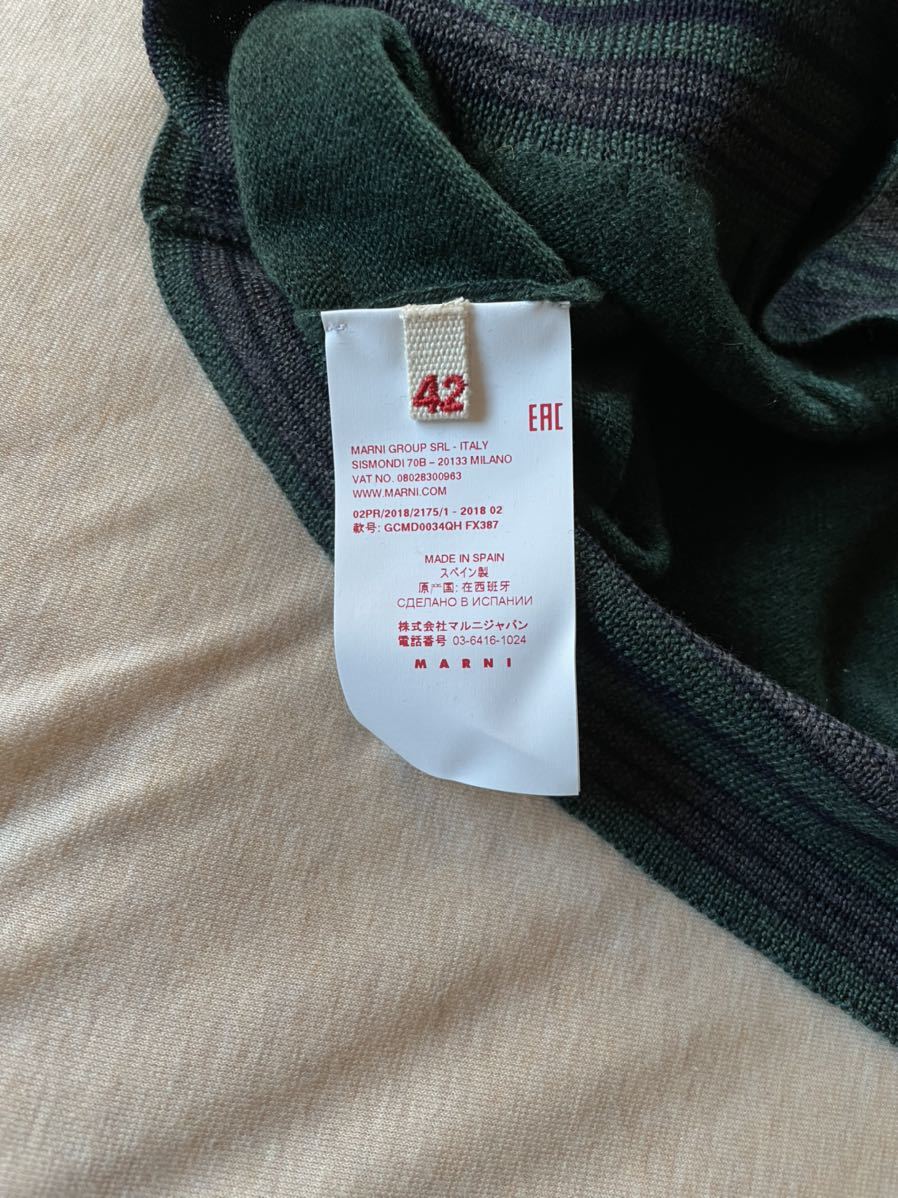 42
EAC
MARNI GROUP SRL - ITALY
SISMONDI 70B – 20133 MILANO
VAT NO. 08028300963
WWW.MARNI.COM
02PR/2018/2175/1 - 2018 02
款号: GCMD0034QH FX387
MADE IN SPAIN
スペイン製
原产国: 在西班牙
СДЕЛАНО В ИСПАНИИ
株式会社マルニジャパン
電話番号 03-6416-1024
MARNI